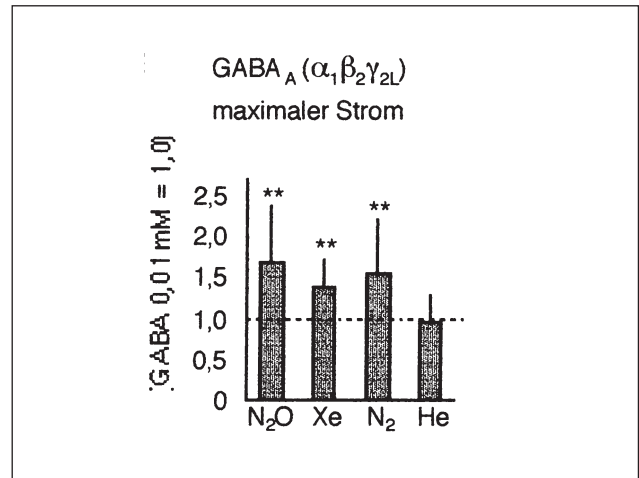 GABA A (α1β2γ2L)
maximaler Strom
(GABA 0,01 mM = 1,0)
2,5
2,0
1,5
1,0
0,5
0
** ** ** 
N2O Xe N2 He